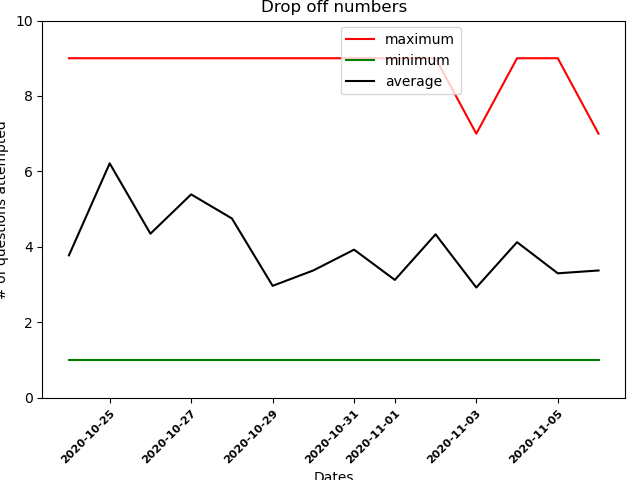 Drop off numbers
# of questions attempted
10
8
6
4
2
0
maximum
minimum
average
2020-10-25
2020-10-27
2020-10-29
2020-10-31
2020-11-01
2020-11-03
2020-11-05
Dates